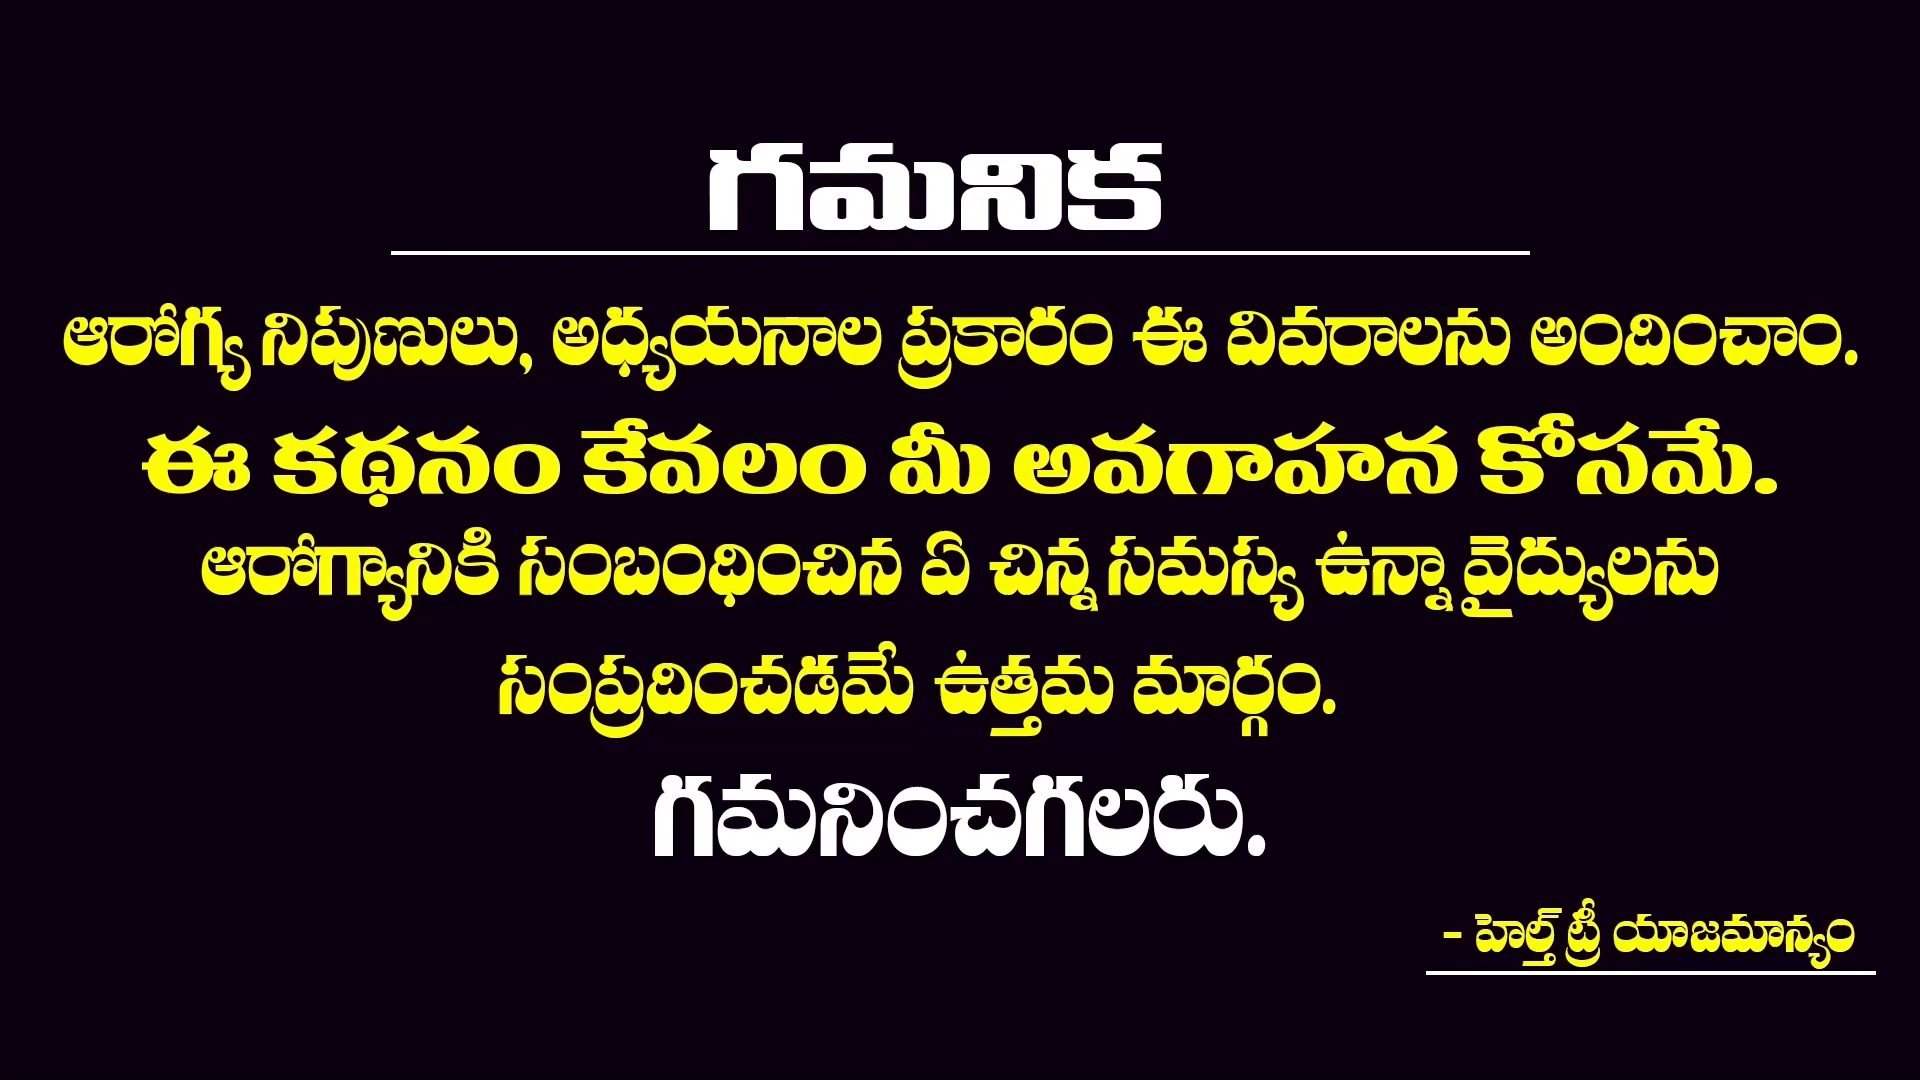 గమనిక
ఆరోగ్య నిపుణులు, అధ్యయనాల ప్రకారం ఈ వివరాలను అందించాం.
ఈ కథనం కేవలం మీ అవగాహన కోసమే.
ఆరోగ్యానికి సంబంధించిన ఏ చిన్న సమస్య ఉన్నా వైద్యులను
సంప్రదించడమే ఉత్తమ మార్గం.
గమనించగలరు.
- హెల్త్ ట్రీ యాజమాన్యం